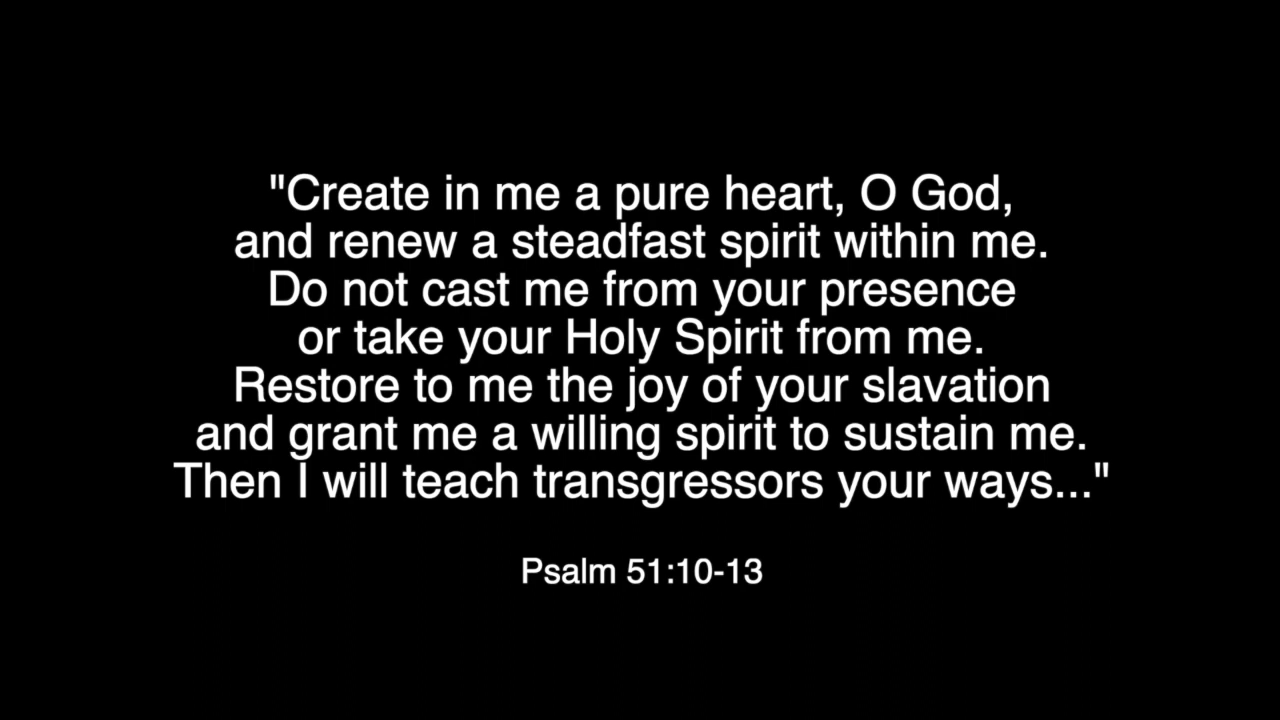 "Create in me a pure heart, O God,
and renew a steadfast spirit within me.
Do not cast me from your presence
or take your Holy Spirit from me.
Restore to me the joy of your slavation
and grant me a willing spirit to sustain me.
Then I will teach transgressors your ways..."
Psalm 51:10-13